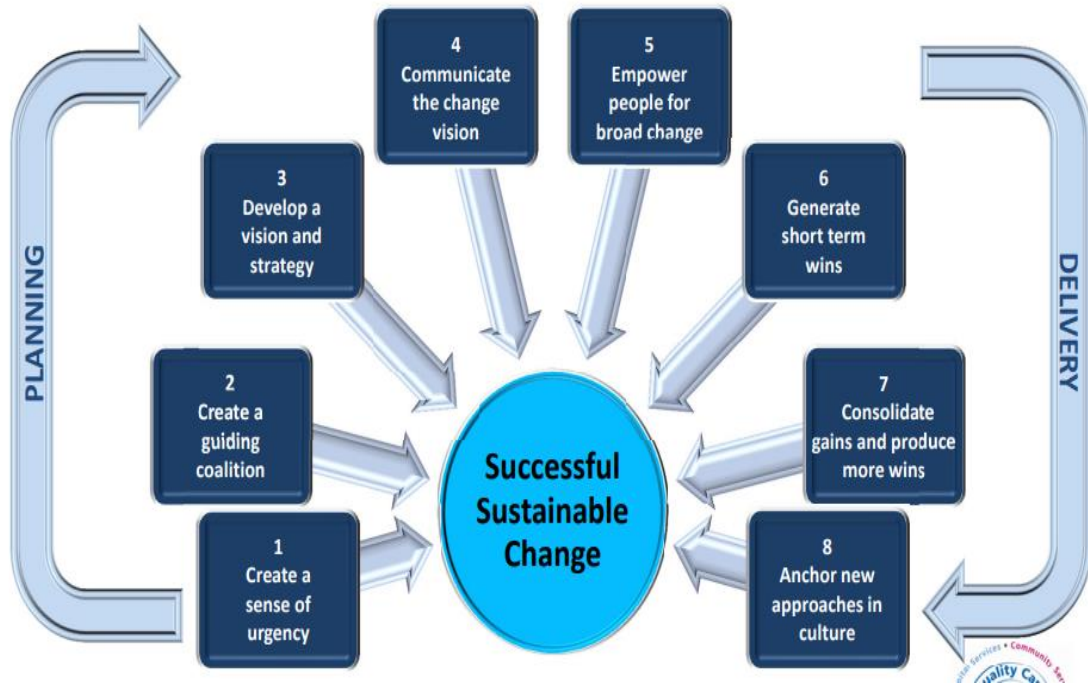 PLANNING
1
Create a
sense of
urgency
2
Create a
guiding
coalition
3
Develop a
vision and
strategy
4
Communicate
the change
vision
5
Empower
people for
broad change
6
Generate
short term
wins
7
Consolidate
gains and produce
more wins
8
Anchor new
approaches in
culture
DELIVERY
Successful
Sustainable
Change
Services • Community